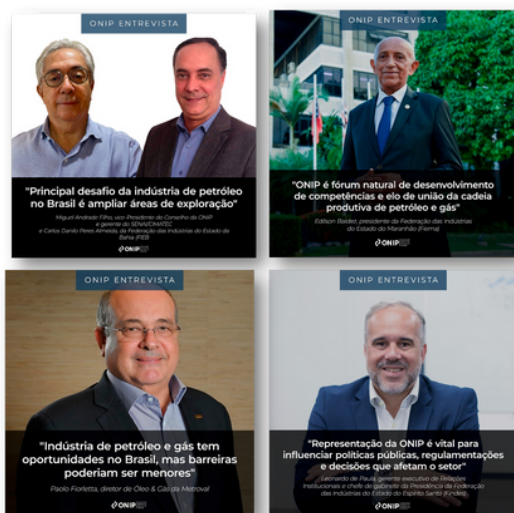 ONIP ENTREVISTA
"Principal desafio da indústria de petróleo
no Brasil é ampliar áreas de exploração"
Miguel Andrade Filho, vice-Presidente do Conselho da ONIP
e gerente do SENAI/CIMATEC
e Carlos Danilo Peres Almeida, da Federação das Indústrias do Estado da
Bahia (FIEB
ONIP
ONIP ENTREVISTA
"ONIP é fórum natural de desenvolvimento
de competências e elo de união da cadeia
produtiva de petróleo e gás"
Edilson Baldez, presidente da Federação das Indústrias
do Estado do Maranhão (Fiema)
ONIP
ONIP ENTREVISTA
"Indústria de petróleo e gás tem
oportunidades no Brasil, mas barreiras
poderiam ser menores"
Paolo Fiorletta, diretor de Óleo & Gás da Metroval
ONIP
ONIP ENTREVISTA
"Representação da ONIP é vital para
influenciar políticas públicas, regulamentações
e decisões que afetam o setor"
Leonardo de Paula, gerente executivo de Relações
Institucionais e chefe de gabinete da Presidência da Federação
das Indústrias do Estado do Espírito Santo (Findes)
ONIP